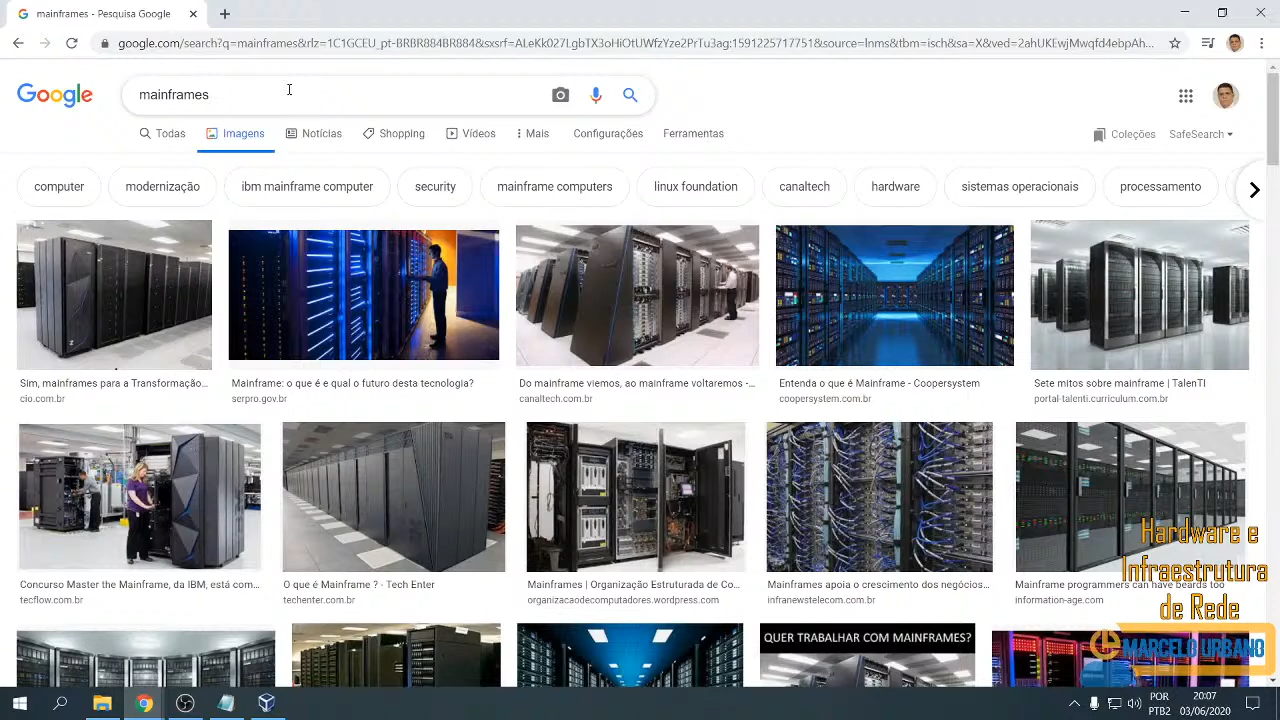 mainframes - Pesquisa Google
google.com/search?q=mainframes&rlz=1C1GCEU_pt-BRBR884BR884&sxsrf=ALeKk027LgbTX3oHiOtUWfzYze2PrTu3ag:1591225717751&source=lnms&tbm=isch&sa=X&ved=2ahUKEwjMwqfd4ebpAh...
Google
mainframes
Todas
Imagens
Notícias
Shopping
Vídeos
Mais
Configurações
Ferramentas
Coleções
SafeSearch
computer
modernização
ibm mainframe computer
security
mainframe computers
linux foundation
canaltech
hardware
sistemas operacionais
processamento
Sim, mainframes para a Transformação...
cio.com.br
Mainframe: o que é e qual o futuro desta tecnologia?
serpro.gov.br
Do mainframe viemos, ao mainframe voltaremos -...
canaltech.com.br
Entenda o que é Mainframe - Coopersystem
coopersystem.com.br
Sete mitos sobre mainframe | TalenTI
portal-talenti.curriculum.com.br
Concurso Master the Mainframe, da IBM, está com...
tecflow.com.br
O que é Mainframe ? - Tech Enter
techenter.com.br
Mainframes | Organização Estruturada de Co...
organizacaodecomputadores.wordpress.com
Mainframes apoia o crescimento dos negócios...
infranewstelecom.com.br
Mainframe programmers can have beards too
information-age.com
Hardware e
Infraestrutura
de Rede
QUER TRABALHAR COM MAINFRAMES?
MARCELO URBANO
POR
PTB2
20:07
03/06/2020